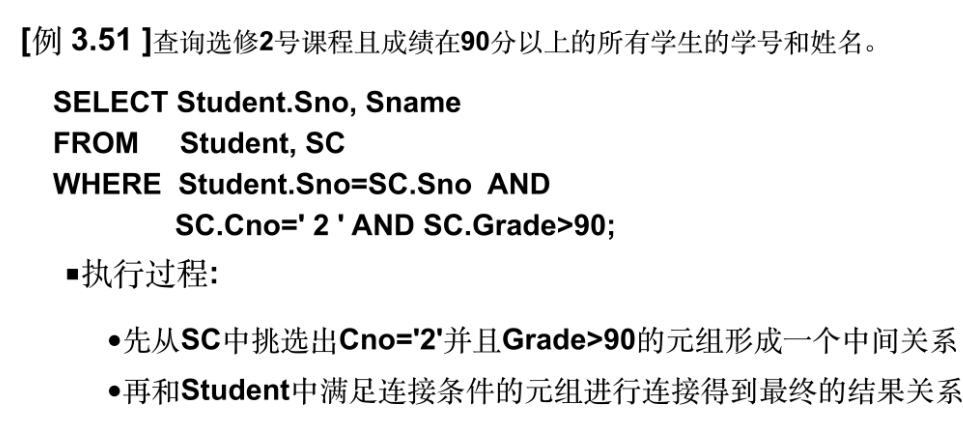 [例 3.51 ]查询选修2号课程且成绩在90分以上的所有学生的学号和姓名。
SELECT Student.Sno, Sname
FROM Student, SC
WHERE Student.Sno=SC.Sno AND
SC.Cno=' 2 ' AND SC.Grade>90;
▪执行过程:
•先从SC中挑选出Cno='2'并且Grade>90的元组形成一个中间关系
•再和Student中满足连接条件的元组进行连接得到最终的结果关系